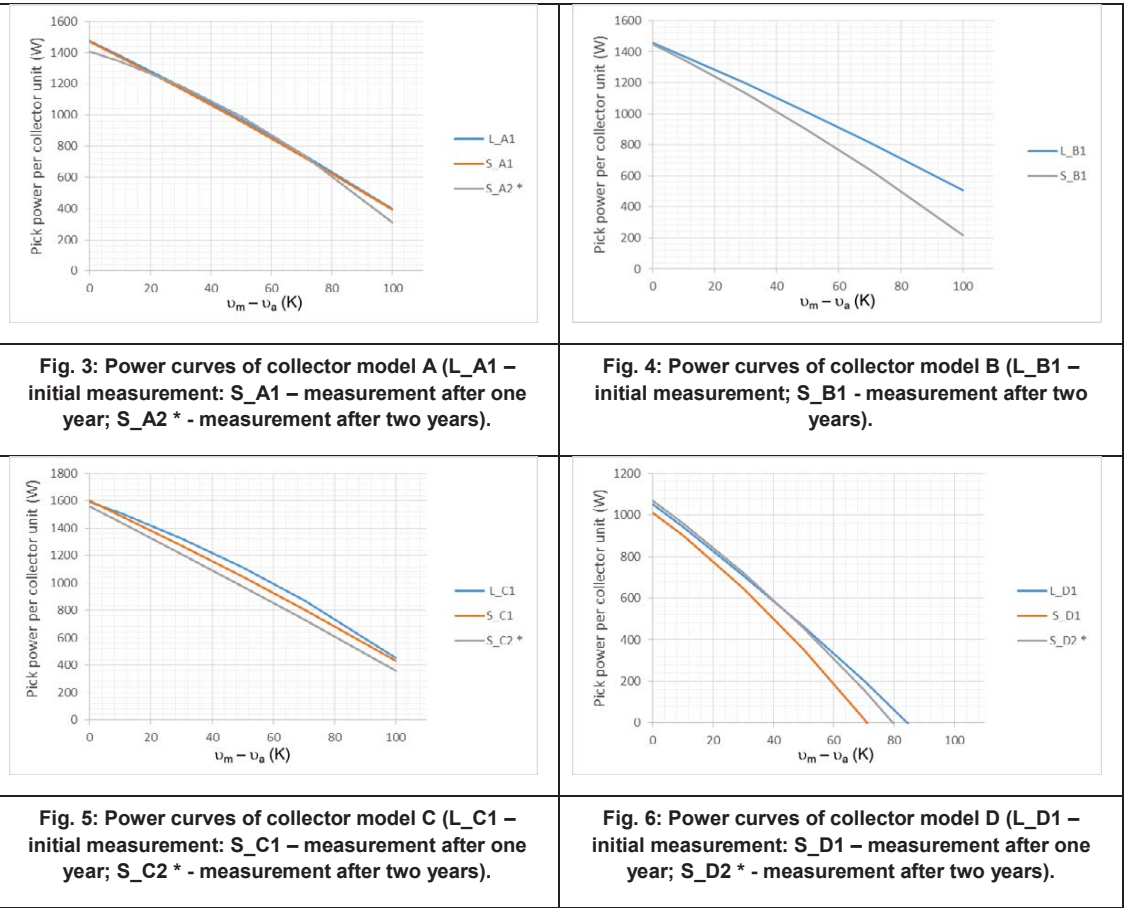 1600
1400
1200
1000
800
600
400
200
0
0 20 40 60 80 100
Pick power per collector unit (W)
υm – υa (K)
L_A1
S_A1
S_A2 *
1600
1400
1200
1000
800
600
400
200
0
0 20 40 60 80 100
Pick power per collector unit (W)
υm – υa (K)
L_B1
S_B1
Fig. 3: Power curves of collector model A (L_A1 –
initial measurement: S_A1 – measurement after one
year; S_A2 * - measurement after two years).
Fig. 4: Power curves of collector model B (L_B1 –
initial measurement; S_B1 - measurement after two
years).
1800
1600
1400
1200
1000
800
600
400
200
0
0 20 40 60 80 100
Pick power per collector unit (W)
υm – υa (K)
L_C1
S_C1
S_C2 *
1200
1000
800
600
400
200
0
0 20 40 60 80 100
Pick power per collector unit (W)
υm – υa (K)
L_D1
S_D1
S_D2 *
Fig. 5: Power curves of collector model C (L_C1 –
initial measurement: S_C1 – measurement after one
year; S_C2 * - measurement after two years).
Fig. 6: Power curves of collector model D (L_D1 –
initial measurement: S_D1 – measurement after one
year; S_D2 * - measurement after two years).